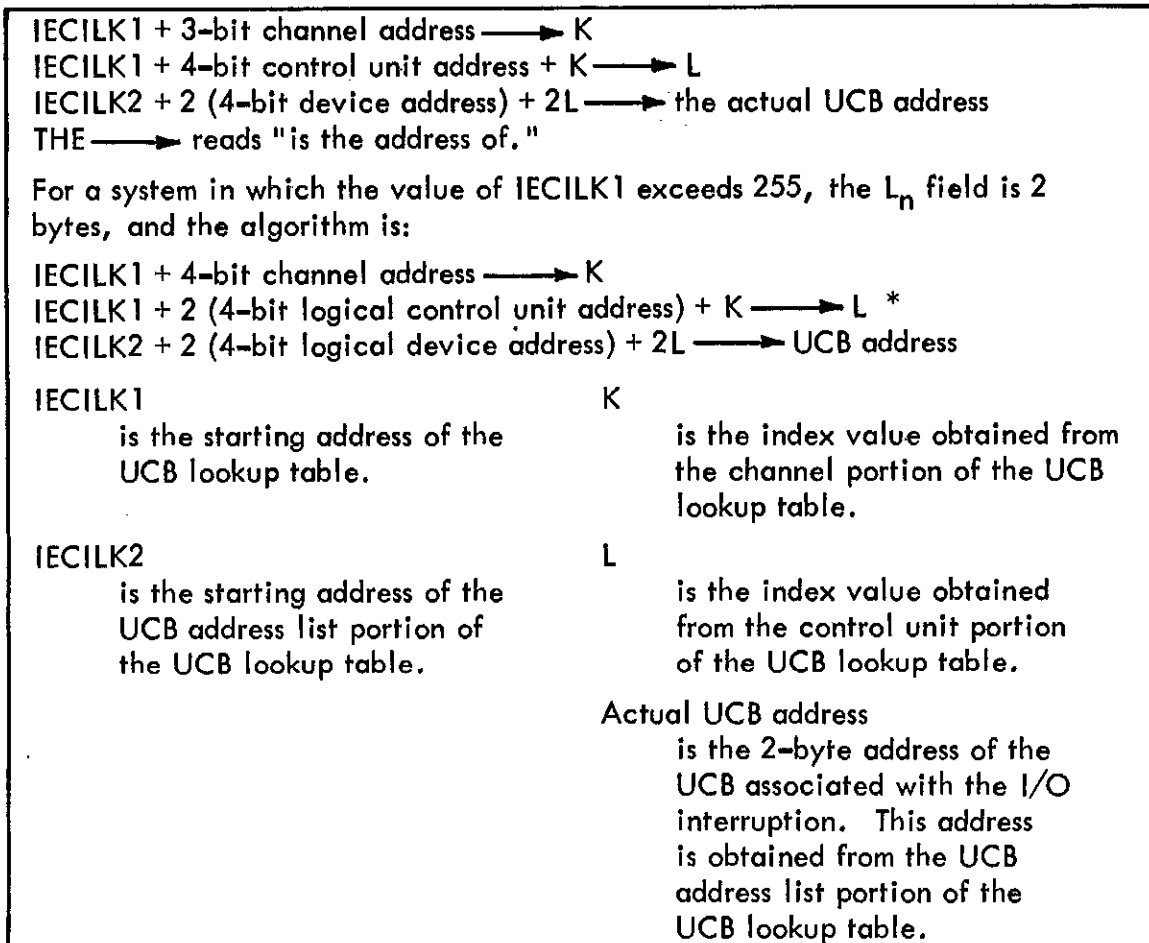 IECILK1 + 3-bit channel address ⟶ K
IECILK1 + 4-bit control unit address + K ⟶ L
IECILK2 + 2 (4-bit device address) + 2L ⟶ the actual UCB address
THE ⟶ reads "is the address of."
For a system in which the value of IECILK1 exceeds 255, the Ln field is 2
bytes, and the algorithm is:
IECILK1 + 4-bit channel address ⟶ K
IECILK1 + 2 (4-bit logical control unit address) + K ⟶ L *
IECILK2 + 2 (4-bit logical device address) + 2L ⟶ UCB address
IECILK1
is the starting address of the
UCB lookup table.
K
is the index value obtained from
the channel portion of the UCB
lookup table.
IECILK2
is the starting address of the
UCB address list portion of
the UCB lookup table.
L
is the index value obtained
from the control unit portion
of the UCB lookup table.
Actual UCB address
is the 2-byte address of the
UCB associated with the I/O
interruption. This address
is obtained from the UCB
address list portion of the
UCB lookup table.